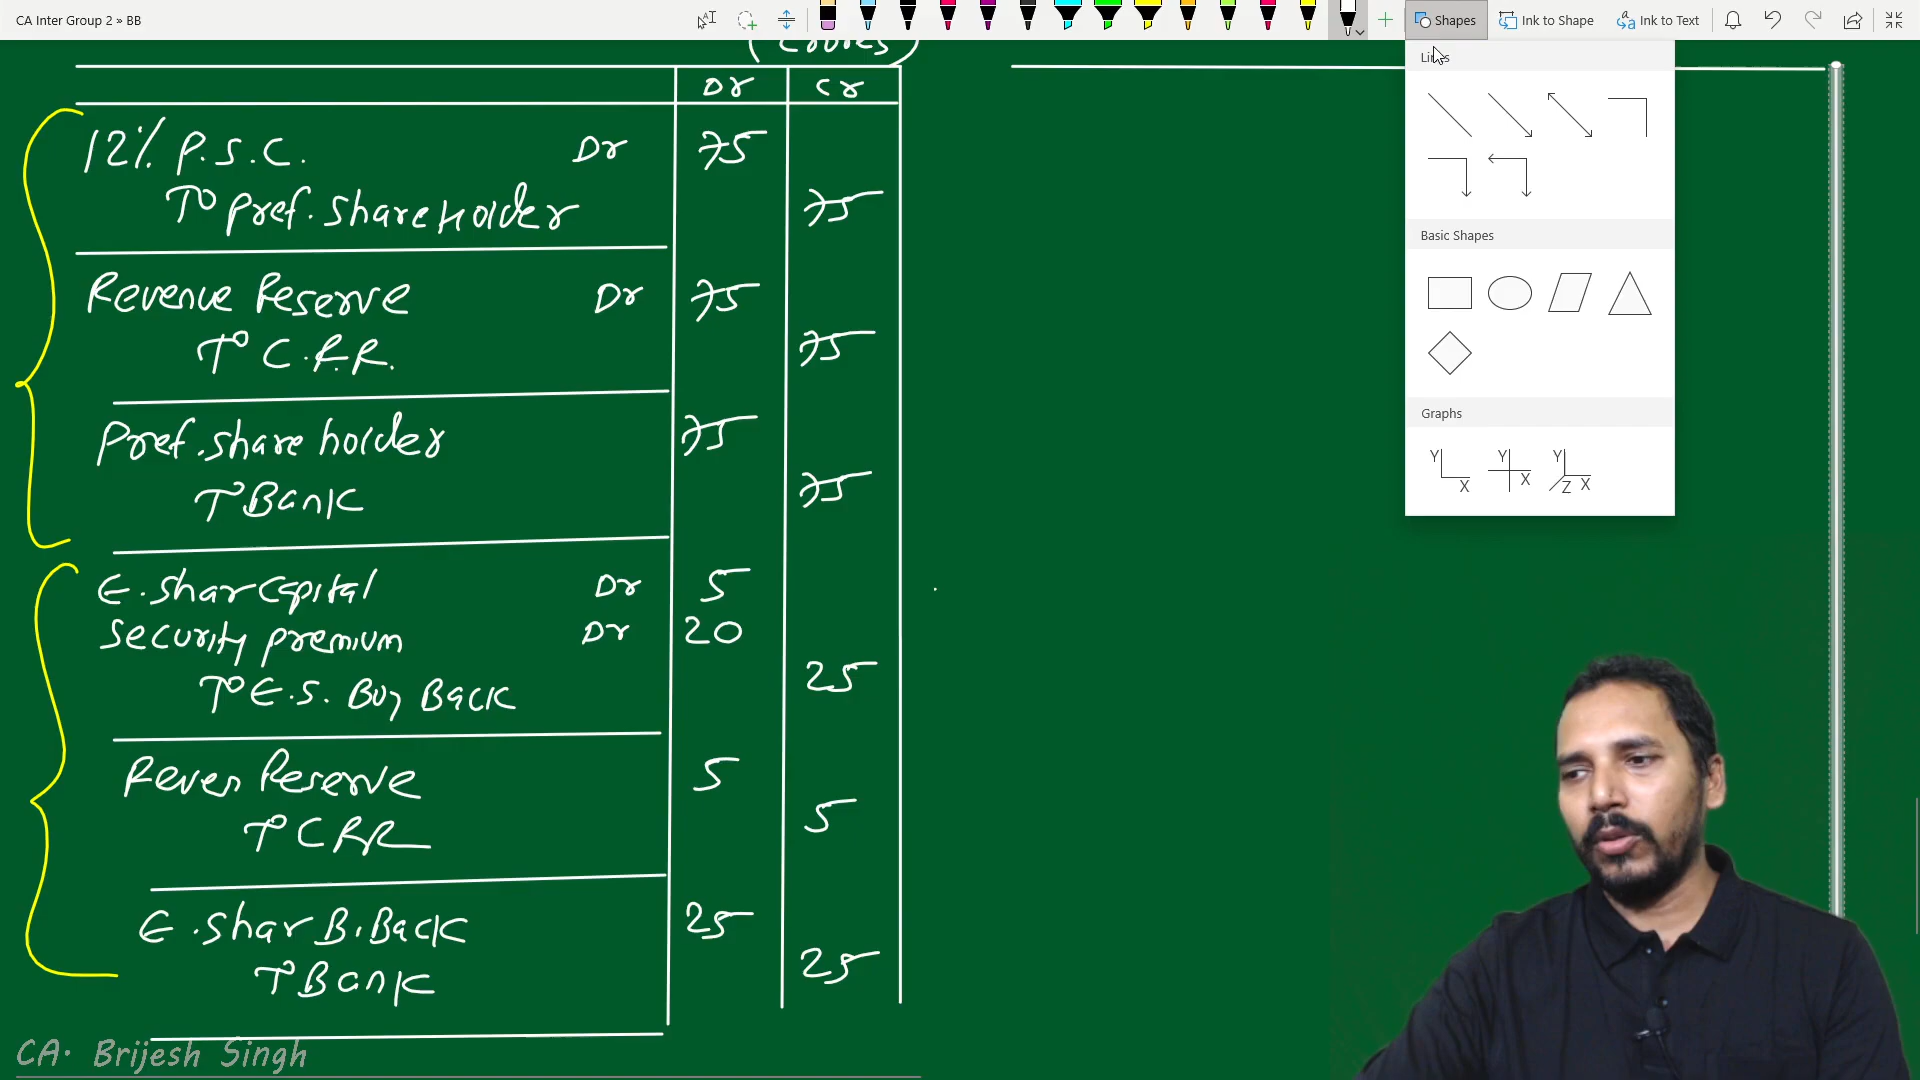 CA Inter Group 2 » BB
Shapes
Ink to Shape
Ink to Text
Lines
Basic Shapes
Graphs
Y X
Y X
Y Z X
Dr Cr
12% P.S.C. Dr 75
To Pref. shareholder 75
Revenue Reserve Dr 75
To C.R.R. 75
Pref. share holder 75
To Bank 75
E. Shar Capital Dr 5
Security premium Dr 20
To E.S. Buy Back 25
Reven Reserve 5
To CRR 5
E. Shar B. Back 25
To Bank 25
CA. Brijesh Singh